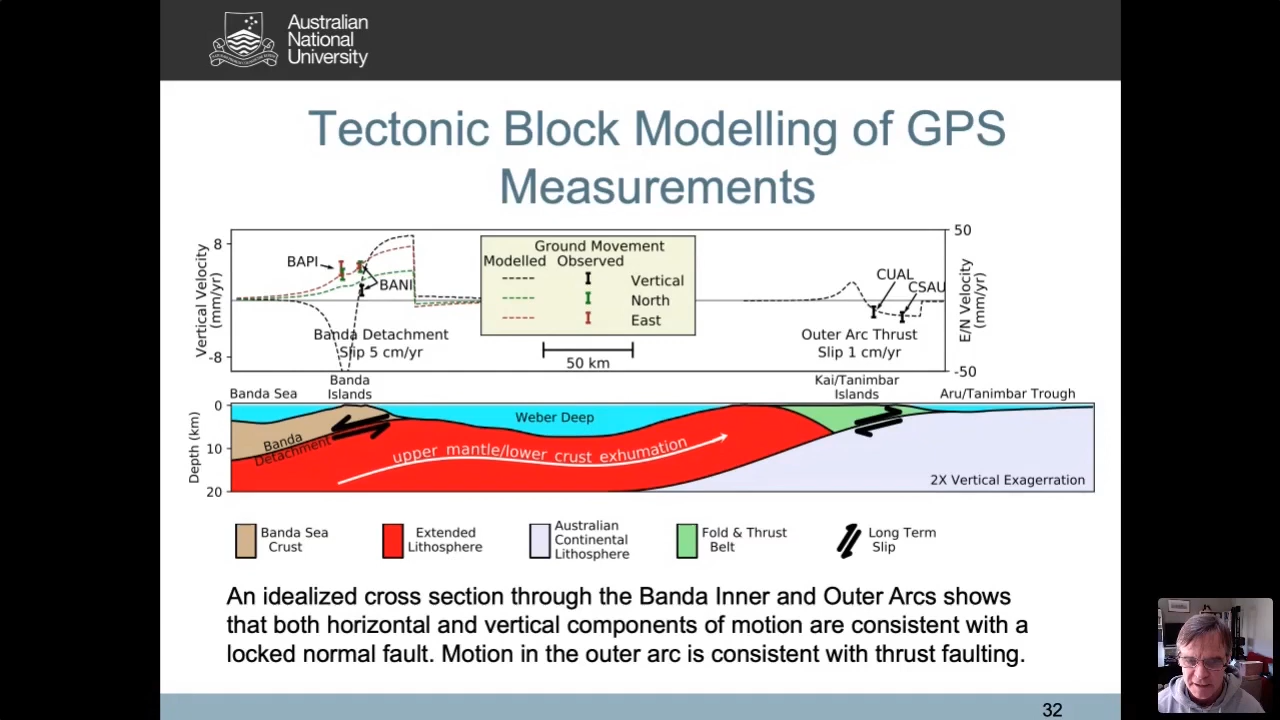 Australian
National
University
Tectonic Block Modelling of GPS
Measurements
8
-8
Vertical Velocity
(mm/yr)
BAPI
BANI
Banda Detachment
Slip 5 cm/yr
Ground Movement
Modelled Observed
Vertical
North
East
50 km
CUAL
CSAU
Outer Arc Thrust
Slip 1 cm/yr
50
-50
E/N Velocity
(mm/yr)
Banda Sea
Banda
Islands
Kai/Tanimbar
Islands
Aru/Tanimbar Trough
0
10
20
Depth (km)
Weber Deep
Banda
Detachment
upper mantle/lower crust exhumation
2X Vertical Exagerration
Banda Sea
Crust
Extended
Lithosphere
Australian
Continental
Lithosphere
Fold & Thrust
Belt
Long Term
Slip
An idealized cross section through the Banda Inner and Outer Arcs shows
that both horizontal and vertical components of motion are consistent with a
locked normal fault. Motion in the outer arc is consistent with thrust faulting.
32